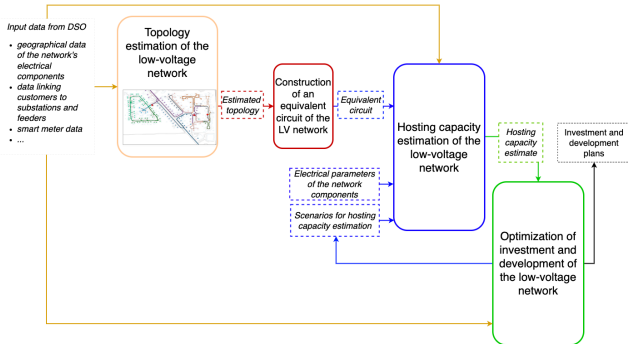 Input data from DSO
• geographical data
of the network's
electrical
components
• data linking
customers to
substations and
feeders
• smart meter data
• ...
Topology
estimation of the
low-voltage
network
Estimated
topology
Construction of
an equivalent
circuit of the
LV network
Equivalent
circuit
Hosting capacity
estimation of the
low-voltage
network
Electrical parameters
of the network
components
Scenarios for hosting
capacity estimation
Hosting
capacity
estimate
Investment and
development
plans
Optimization of
investment and
development of
the low-voltage
network